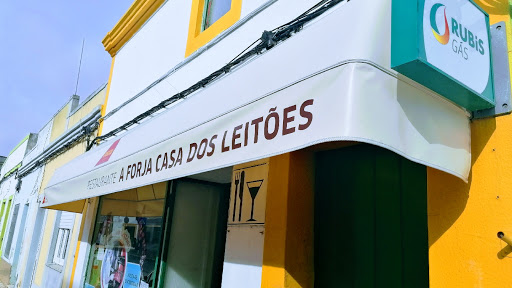 RUBiS
GÁS
RESTAURANTE A FORJA CASA DOS LEITÕES